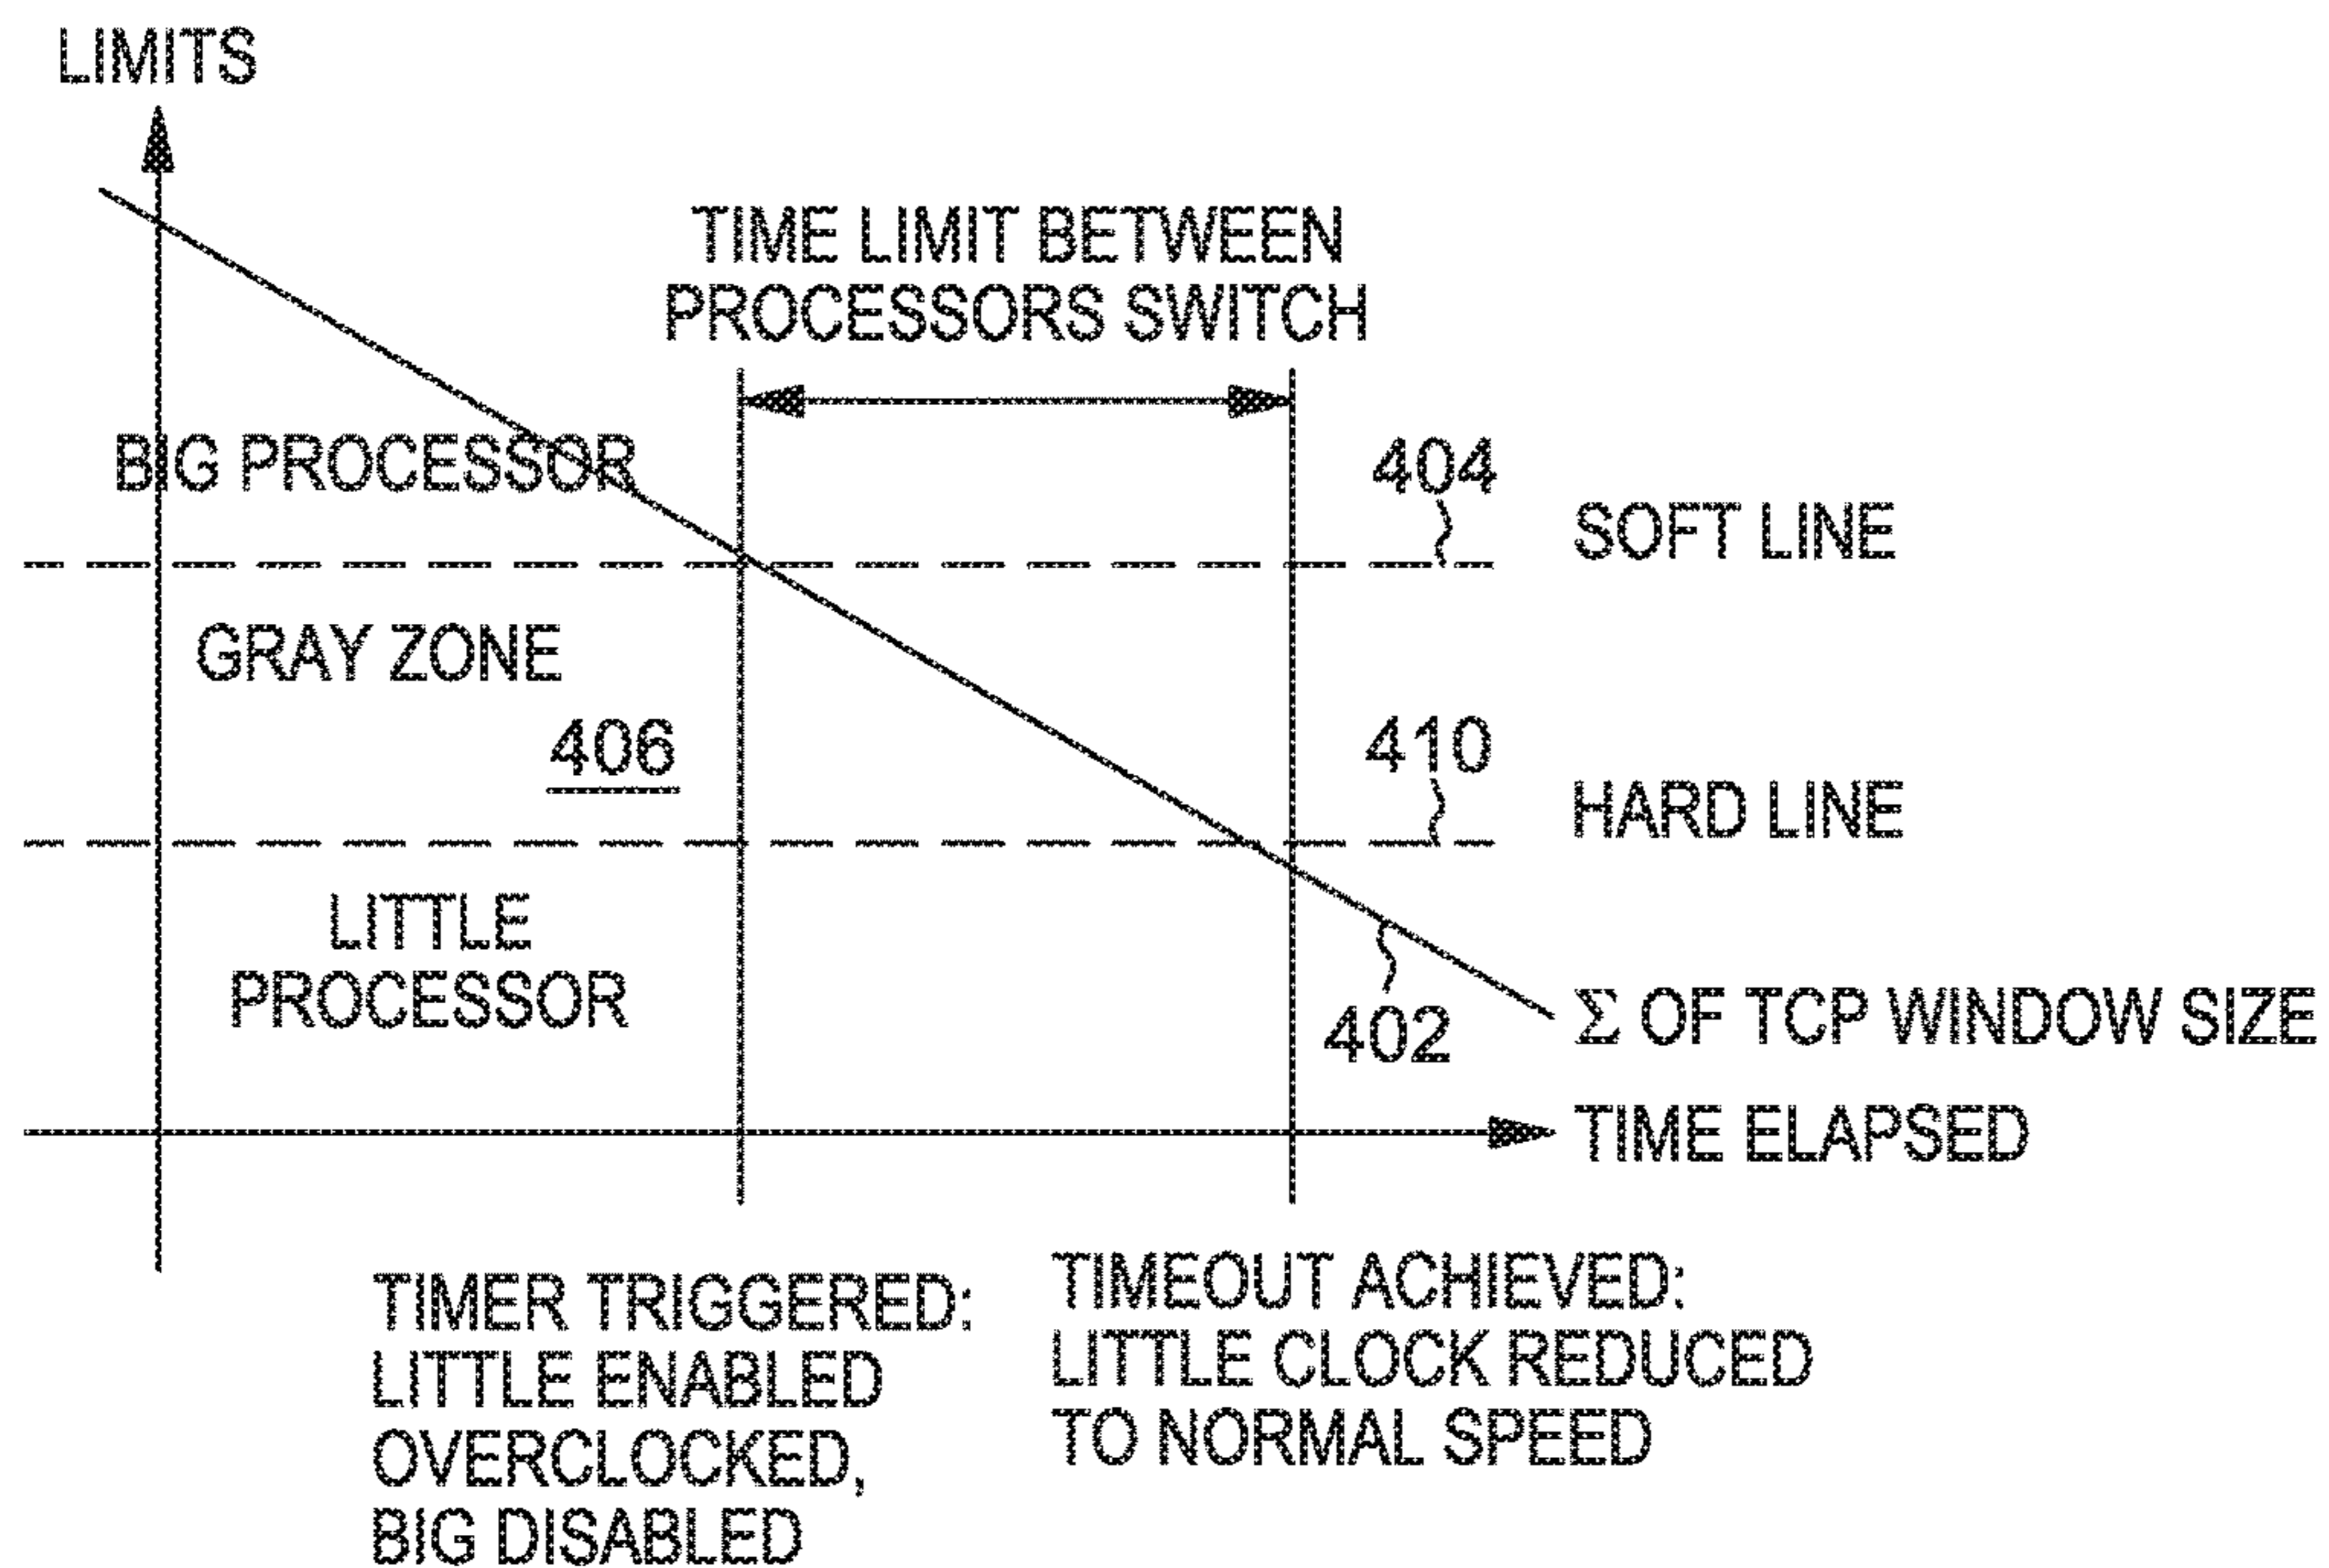 LIMITS
TIME LIMIT BETWEEN
PROCESSORS SWITCH
BIG PROCESSOR
404
SOFT LINE
GRAY ZONE
406
410
HARD LINE
LITTLE
PROCESSOR
402
Σ OF TCP WINDOW SIZE
TIME ELAPSED
TIMER TRIGGERED:
LITTLE ENABLED
OVERCLOCKED,
BIG DISABLED
TIMEOUT ACHIEVED:
LITTLE CLOCK REDUCED
TO NORMAL SPEED